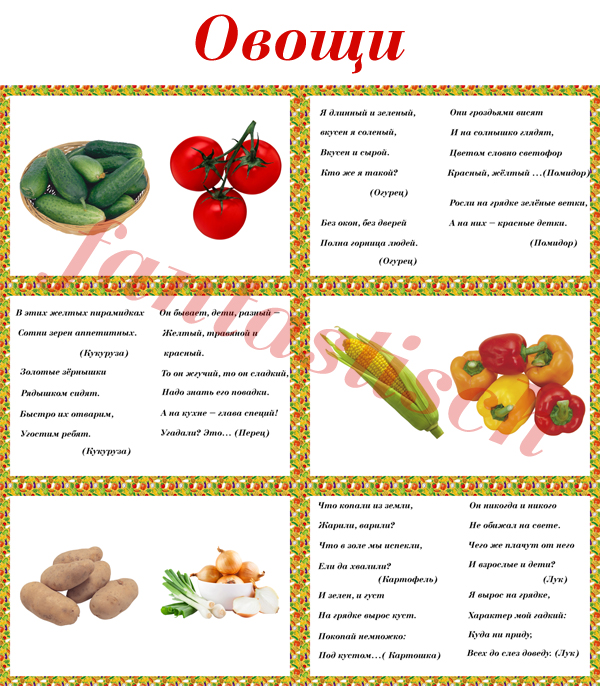 Овощи
Я длинный и зеленый,
вкусен я соленый,
Вкусен и сырой.
Кто же я такой?
(Огурец)
Без окон, без дверей
Полна горница людей.
(Огурец)
Они гроздьями висят
И на солнышко глядят,
Цветом словно светофор
Красный, жёлтый ...(Помидор)
Росли на грядке зелёные ветки,
А на них – красные детки.
(Помидор)
В этих желтых пирамидках
Сотни зерен аппетитных.
(Кукуруза)
Золотые зёрнышки
Рядышком сидят.
Быстро их отварим,
Угостим ребят.
(Кукуруза)
Он бывает, дети, разный –
Желтый, травяной и
красный.
То он жгучий, то он сладкий,
Надо знать его повадки.
А на кухне – глава специй!
Угадали? Это... (Перец)
Что копали из земли,
Жарили, варили?
Что в золе мы испекли,
Ели да хвалили?
(Картофель)
И зелен, и густ
На грядке вырос куст.
Покопай немножко:
Под кустом...( Картошка)
Он никогда и никого
Не обижал на свете.
Чего же плачут от него
И взрослые и дети?
(Лук)
Я вырос на грядке,
Характер мой гадкий:
Куда ни приду,
Всех до слез доведу. (Лук)
fantastisch